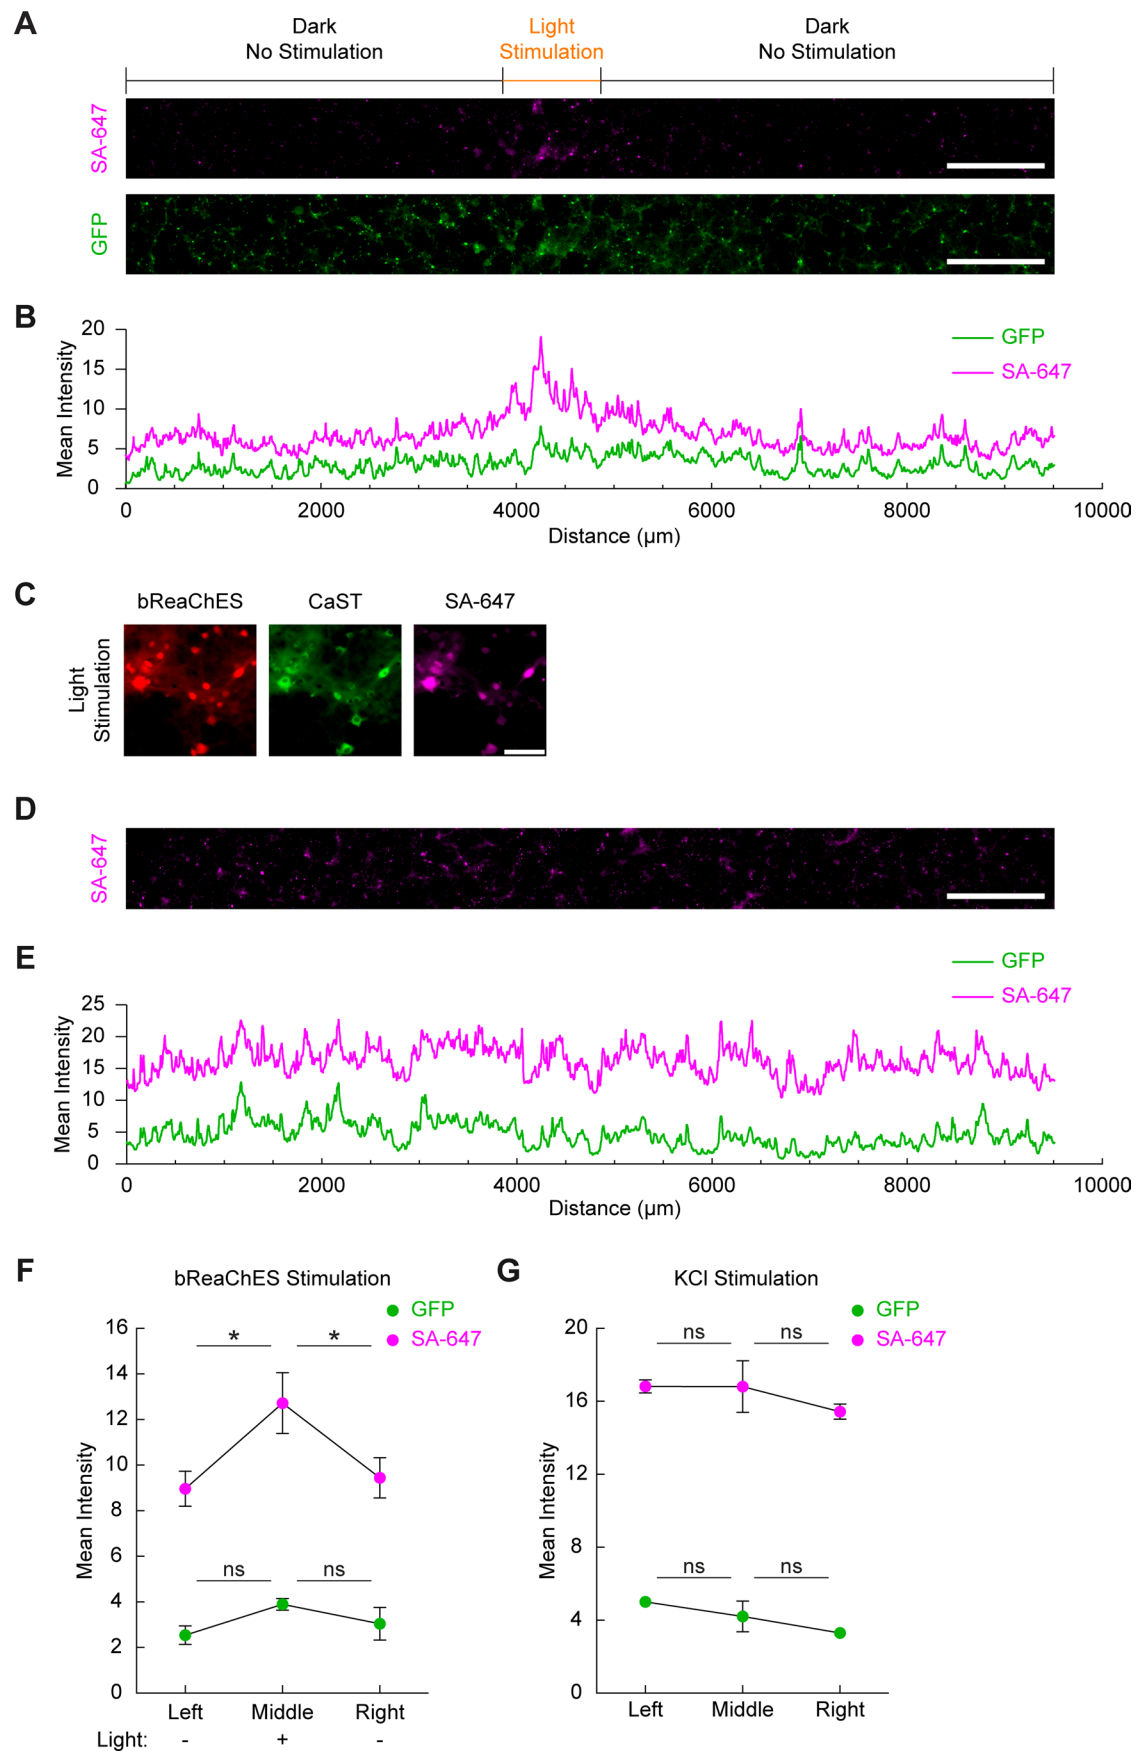 A
Dark
No Stimulation
Light
Stimulation
Dark
No Stimulation
SA-647
GFP
B
Mean Intensity
20
15
10
5
0
GFP
SA-647
0 2000 4000 6000 8000 10000
Distance (µm)
C
bReaChES CaST SA-647
Light
Stimulation
D
SA-647
E
GFP
SA-647
Mean Intensity
25
20
15
10
5
0
0 2000 4000 6000 8000 10000
Distance (µm)
F
bReaChES Stimulation
GFP
SA-647
Mean Intensity
16
14
12
10
8
6
4
2
0
* *
ns ns
Left Middle Right
Light: - + -
G
KCl Stimulation
GFP
SA-647
Mean Intensity
20
16
12
8
4
0
ns ns
ns ns
Left Middle Right